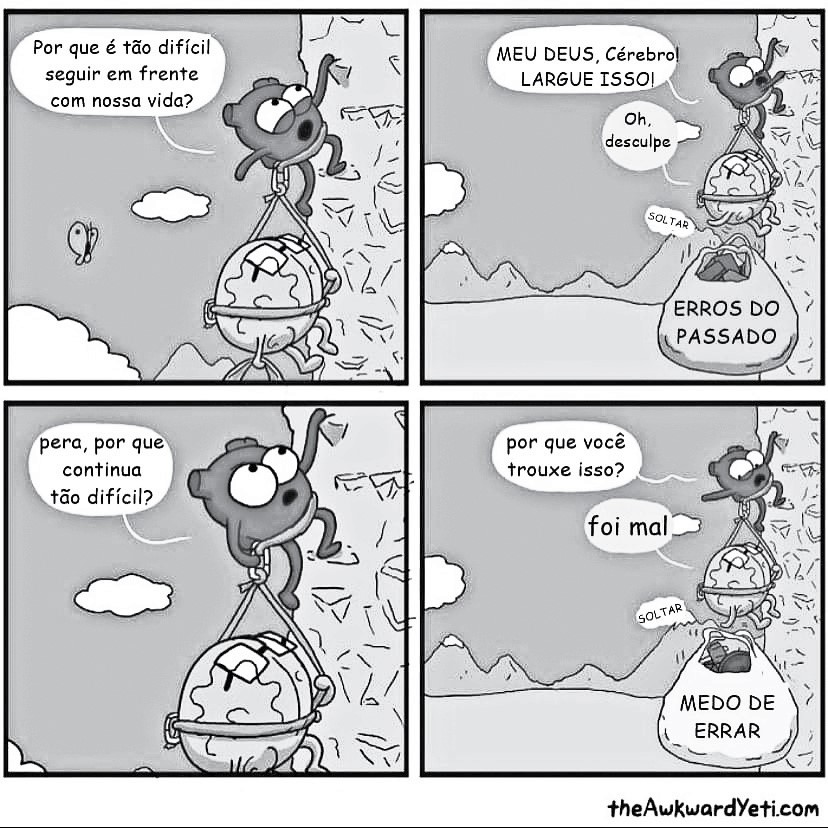 Por que é tão difícil
seguir em frente
com nossa vida?
MEU DEUS, Cérebro!
LARGUE ISSO!
Oh,
desculpe
SOLTAR
ERROS DO
PASSADO
pera, por que
continua
tão difícil?
por que você
trouxe isso?
foi mal
SOLTAR
MEDO DE
ERRAR
theAwkwardYeti.com